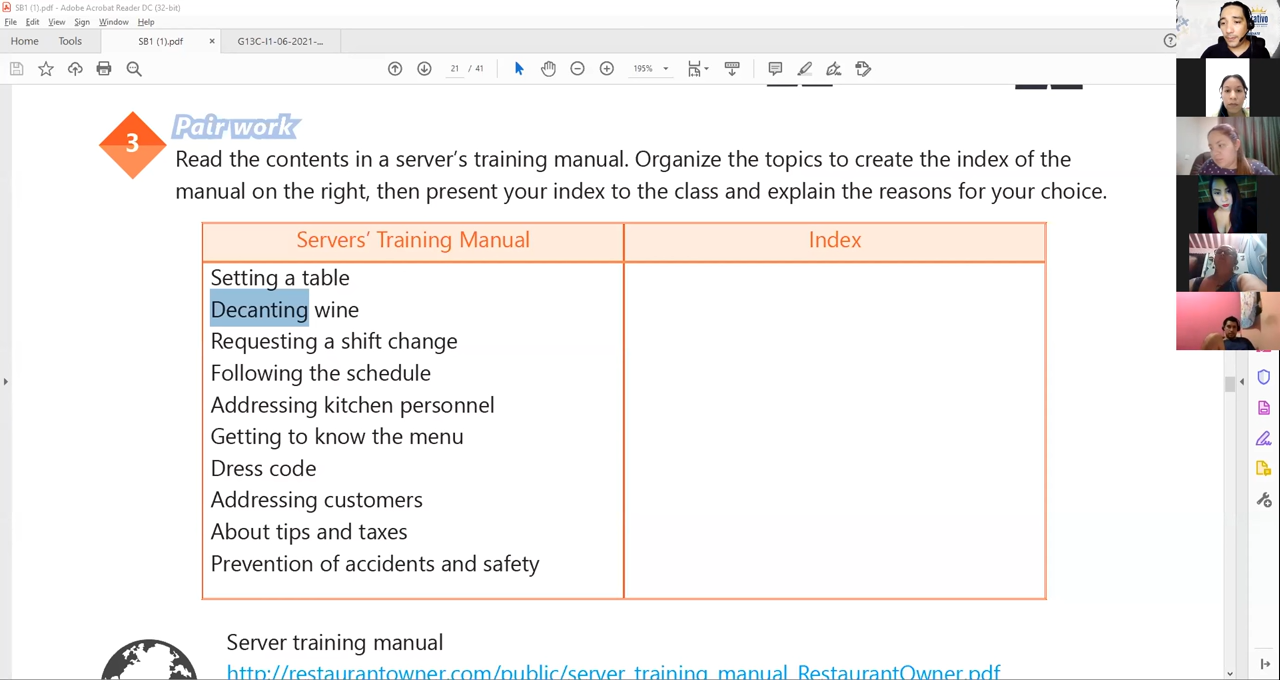 SB1 (1).pdf - Adobe Acrobat Reader DC (32-bit)
File Edit View Sign Window Help
Home Tools SB1 (1).pdf × G13C-I1-06-2021-...
21 / 41 195%
3 Pair work
Read the contents in a server's training manual. Organize the topics to create the index of the
manual on the right, then present your index to the class and explain the reasons for your choice.
Servers' Training Manual Index
Setting a table
Decanting wine
Requesting a shift change
Following the schedule
Addressing kitchen personnel
Getting to know the menu
Dress code
Addressing customers
About tips and taxes
Prevention of accidents and safety
Server training manual
http://restaurantowner.com/public/server_training_manual_RestaurantOwner.pdf